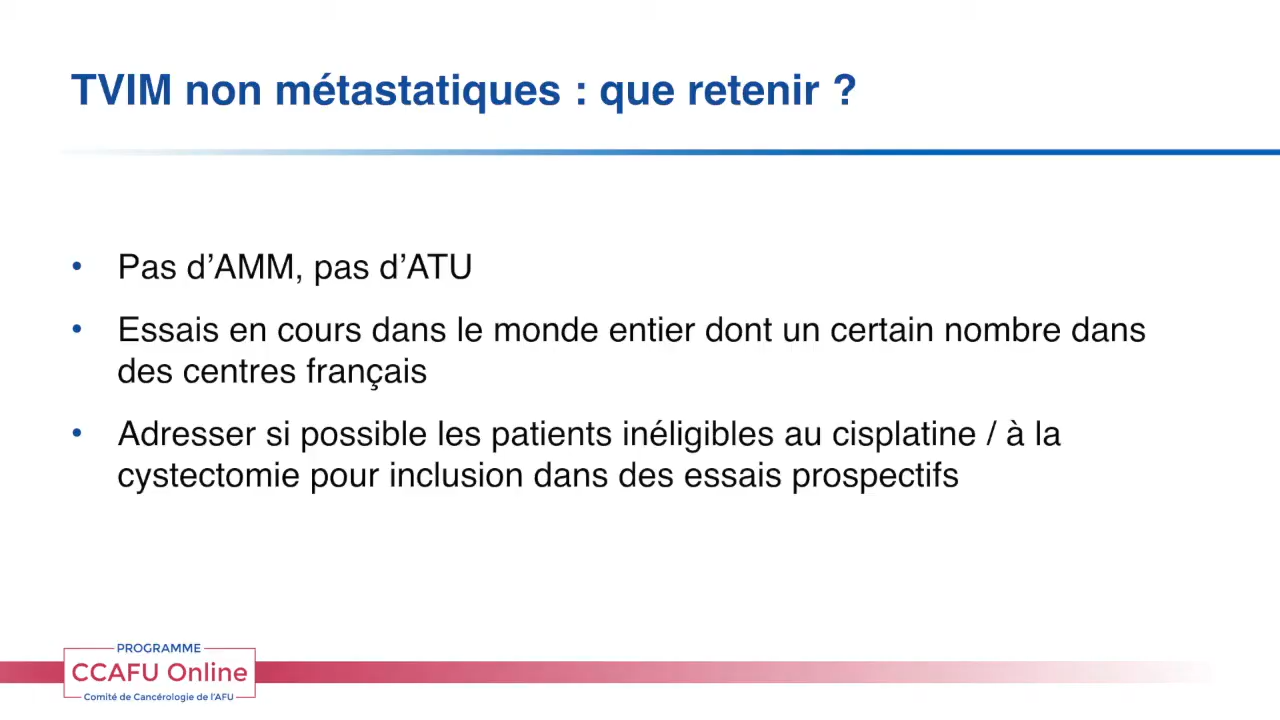 TVIM non métastatiques : que retenir ?
• Pas d’AMM, pas d’ATU
• Essais en cours dans le monde entier dont un certain nombre dans
des centres français
• Adresser si possible les patients inéligibles au cisplatine / à la
cystectomie pour inclusion dans des essais prospectifs
PROGRAMME
CCAFU Online
Comité de Cancérologie de l’AFU